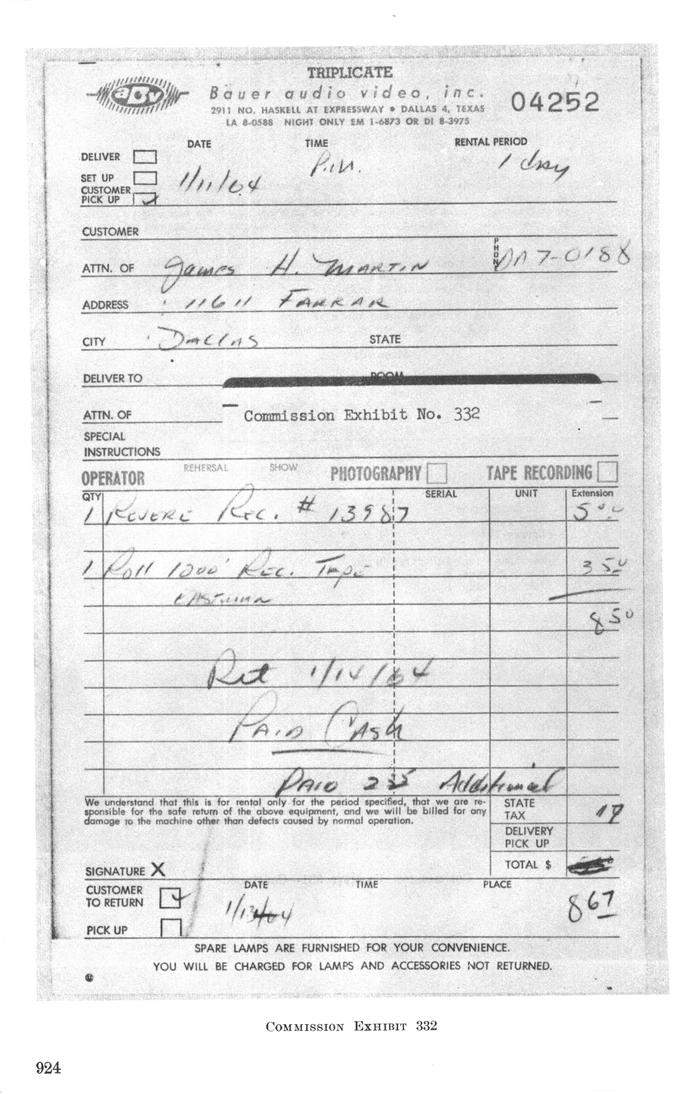 TRIPLICATE
abv
Bauer audio video, inc.
2911 NO. HASKELL AT EXPRESSWAY • DALLAS 4, TEXAS
LA 8-0588 NIGHT ONLY EM 1-6873 OR DI 8-3975
04252
DATE TIME RENTAL PERIOD
DELIVER
SET UP
CUSTOMER
PICK UP
1/11/64 P.M. 1 day
CUSTOMER
ATTN. OF James H. Martin PHONE DA 7-0188
ADDRESS 11611 Farrar
CITY Dallas STATE
DELIVER TO ROOM
ATTN. OF Commission Exhibit No. 332
SPECIAL
INSTRUCTIONS
OPERATOR REHERSAL SHOW PHOTOGRAPHY TAPE RECORDING
QTY SERIAL UNIT Extension
1 Revere Rec. # 13987 5 00
1 Roll 1200' Rec. Tape 3 50
Eastman
8 50
Ret 1/14/64
Paid Cash
Paid 2 55 Additional
We understand that this is for rental only for the period specified, that we are re-
sponsible for the safe return of the above equipment, and we will be billed for any
damage to the machine other than defects caused by normal operation.
STATE
TAX 17
DELIVERY
PICK UP
SIGNATURE X
TOTAL $
CUSTOMER
TO RETURN
DATE TIME PLACE
1/13/64
8 67
PICK UP
SPARE LAMPS ARE FURNISHED FOR YOUR CONVENIENCE.
YOU WILL BE CHARGED FOR LAMPS AND ACCESSORIES NOT RETURNED.
COMMISSION EXHIBIT 332
924